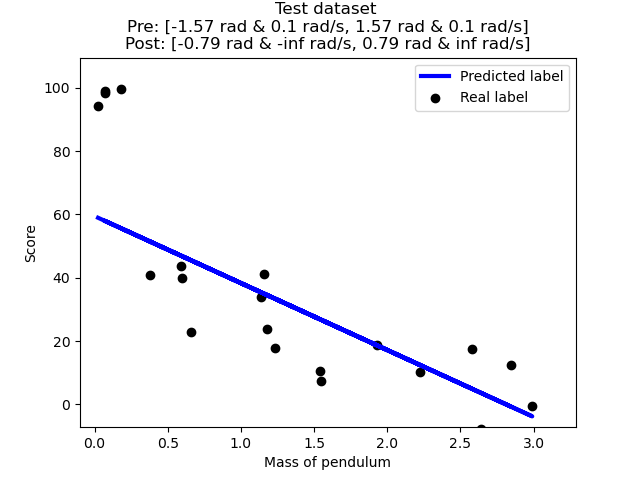 Test dataset
Pre: [-1.57 rad & 0.1 rad/s, 1.57 rad & 0.1 rad/s]
Post: [-0.79 rad & -inf rad/s, 0.79 rad & inf rad/s]
Predicted label
Real label
100
80
60
40
20
0
Score
0.0 0.5 1.0 1.5 2.0 2.5 3.0
Mass of pendulum